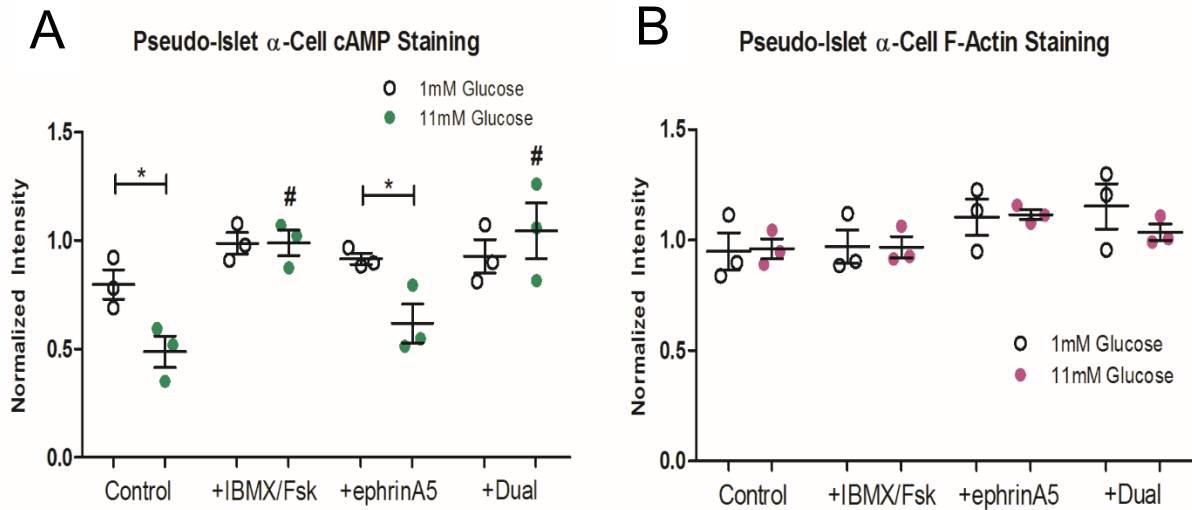 A
Pseudo-Islet α-Cell cAMP Staining
1mM Glucose
11mM Glucose
Normalized Intensity
1.5
1.0
0.5
0.0
*
#
*
#
Control
+IBMX/Fsk
+ephrinA5
+Dual
B
Pseudo-Islet α-Cell F-Actin Staining
Normalized Intensity
1.5
1.0
0.5
0.0
1mM Glucose
11mM Glucose
Control
+IBMX/Fsk
+ephrinA5
+Dual